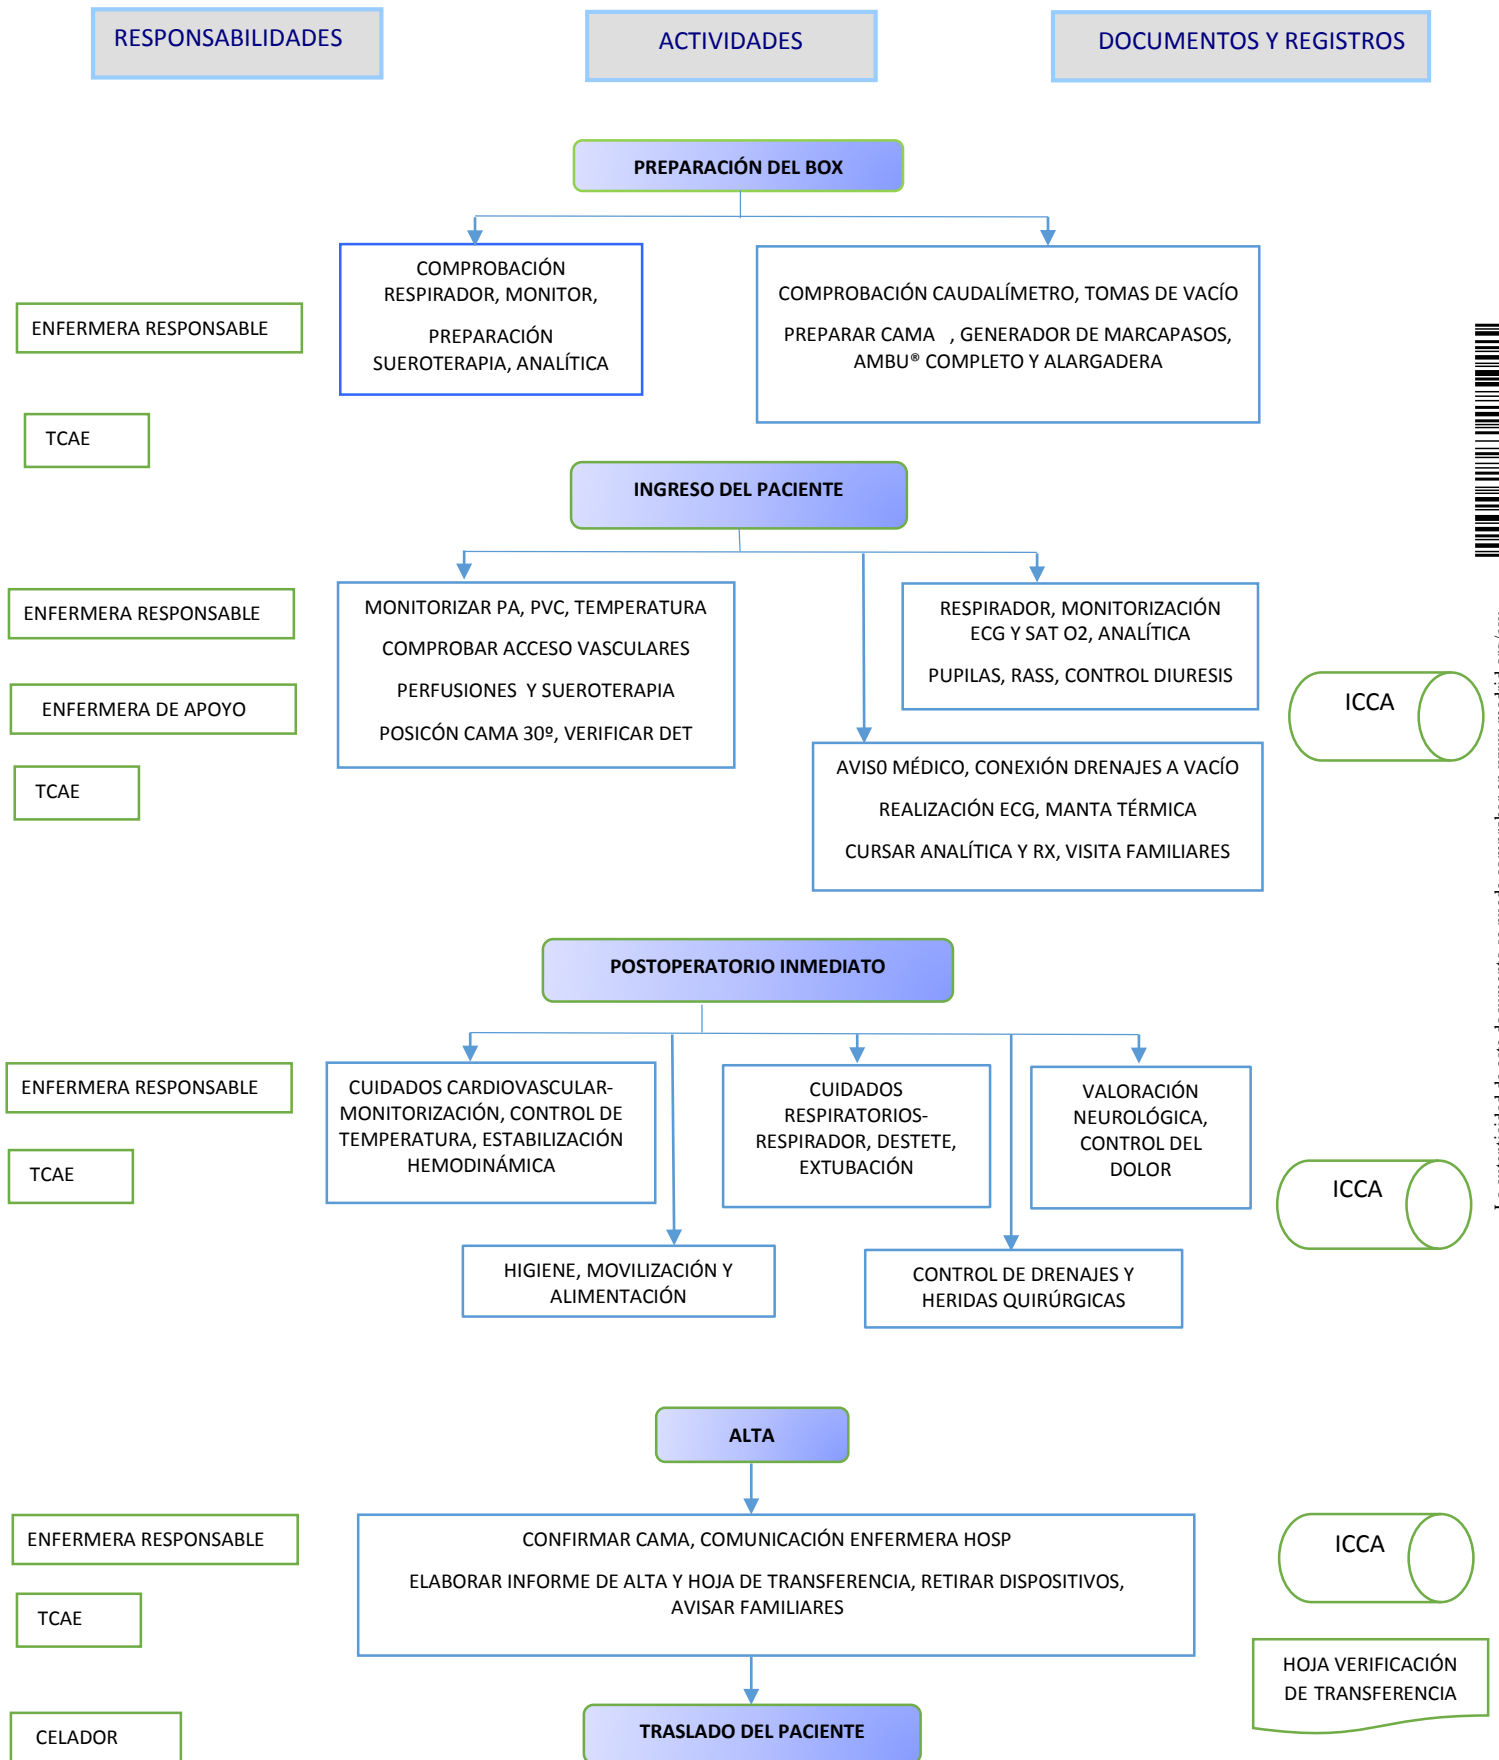 RESPONSABILIDADES
ACTIVIDADES
DOCUMENTOS Y REGISTROS
PREPARACIÓN DEL BOX
ENFERMERA RESPONSABLE
TCAE
COMPROBACIÓN
RESPIRADOR, MONITOR,
PREPARACIÓN
SUEROTERAPIA, ANALÍTICA
COMPROBACIÓN CAUDALÍMETRO, TOMAS DE VACÍO
PREPARAR CAMA , GENERADOR DE MARCAPASOS,
AMBU® COMPLETO Y ALARGADERA
INGRESO DEL PACIENTE
ENFERMERA RESPONSABLE
ENFERMERA DE APOYO
TCAE
MONITORIZAR PA, PVC, TEMPERATURA
COMPROBAR ACCESO VASCULARES
PERFUSIONES Y SUEROTERAPIA
POSICÓN CAMA 30º, VERIFICAR DET
RESPIRADOR, MONITORIZACIÓN
ECG Y SAT O2, ANALÍTICA
PUPILAS, RASS, CONTROL DIURESIS
AVIS0 MÉDICO, CONEXIÓN DRENAJES A VACÍO
REALIZACIÓN ECG, MANTA TÉRMICA
CURSAR ANALÍTICA Y RX, VISITA FAMILIARES
ICCA
POSTOPERATORIO INMEDIATO
ENFERMERA RESPONSABLE
TCAE
CUIDADOS CARDIOVASCULAR-
MONITORIZACIÓN, CONTROL DE
TEMPERATURA, ESTABILIZACIÓN
HEMODINÁMICA
CUIDADOS
RESPIRATORIOS-
RESPIRADOR, DESTETE,
EXTUBACIÓN
VALORACIÓN
NEUROLÓGICA,
CONTROL DEL
DOLOR
HIGIENE, MOVILIZACIÓN Y
ALIMENTACIÓN
CONTROL DE DRENAJES Y
HERIDAS QUIRÚRGICAS
ICCA
ALTA
ENFERMERA RESPONSABLE
TCAE
CONFIRMAR CAMA, COMUNICACIÓN ENFERMERA HOSP
ELABORAR INFORME DE ALTA Y HOJA DE TRANSFERENCIA, RETIRAR DISPOSITIVOS,
AVISAR FAMILIARES
ICCA
HOJA VERIFICACIÓN
DE TRANSFERENCIA
CELADOR
TRASLADO DEL PACIENTE